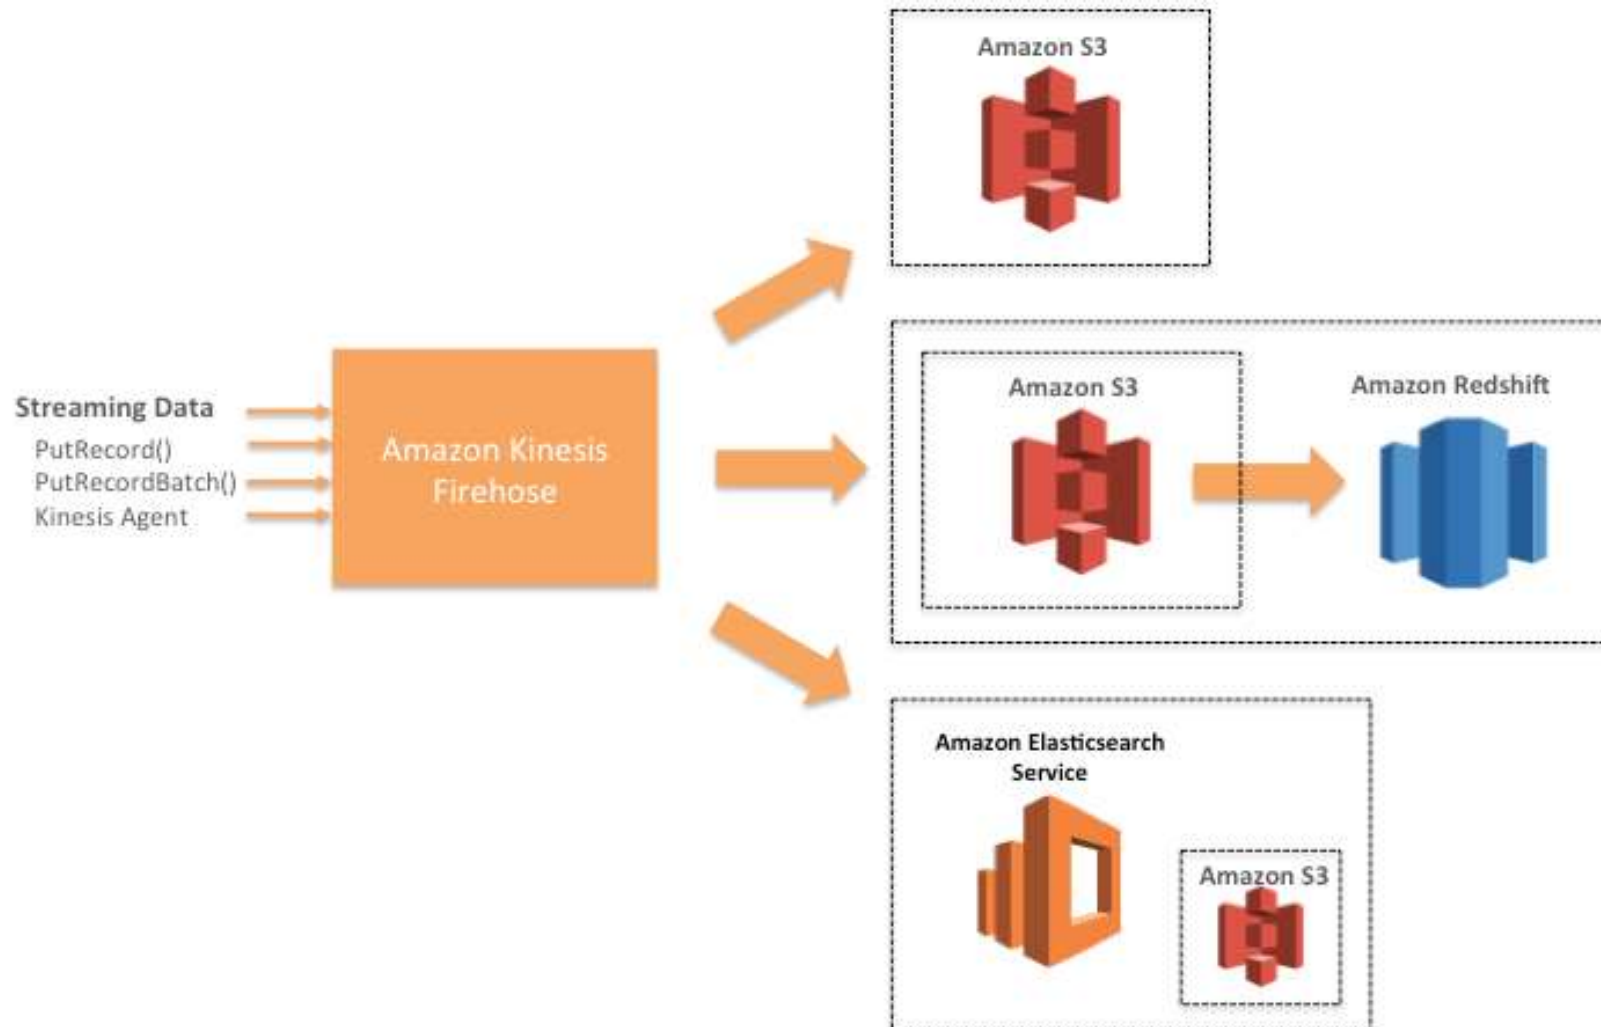 Amazon S3
Streaming Data
PutRecord()
PutRecordBatch()
Kinesis Agent
Amazon Kinesis
Firehose
Amazon S3
Amazon Redshift
Amazon Elasticsearch
Service
Amazon S3